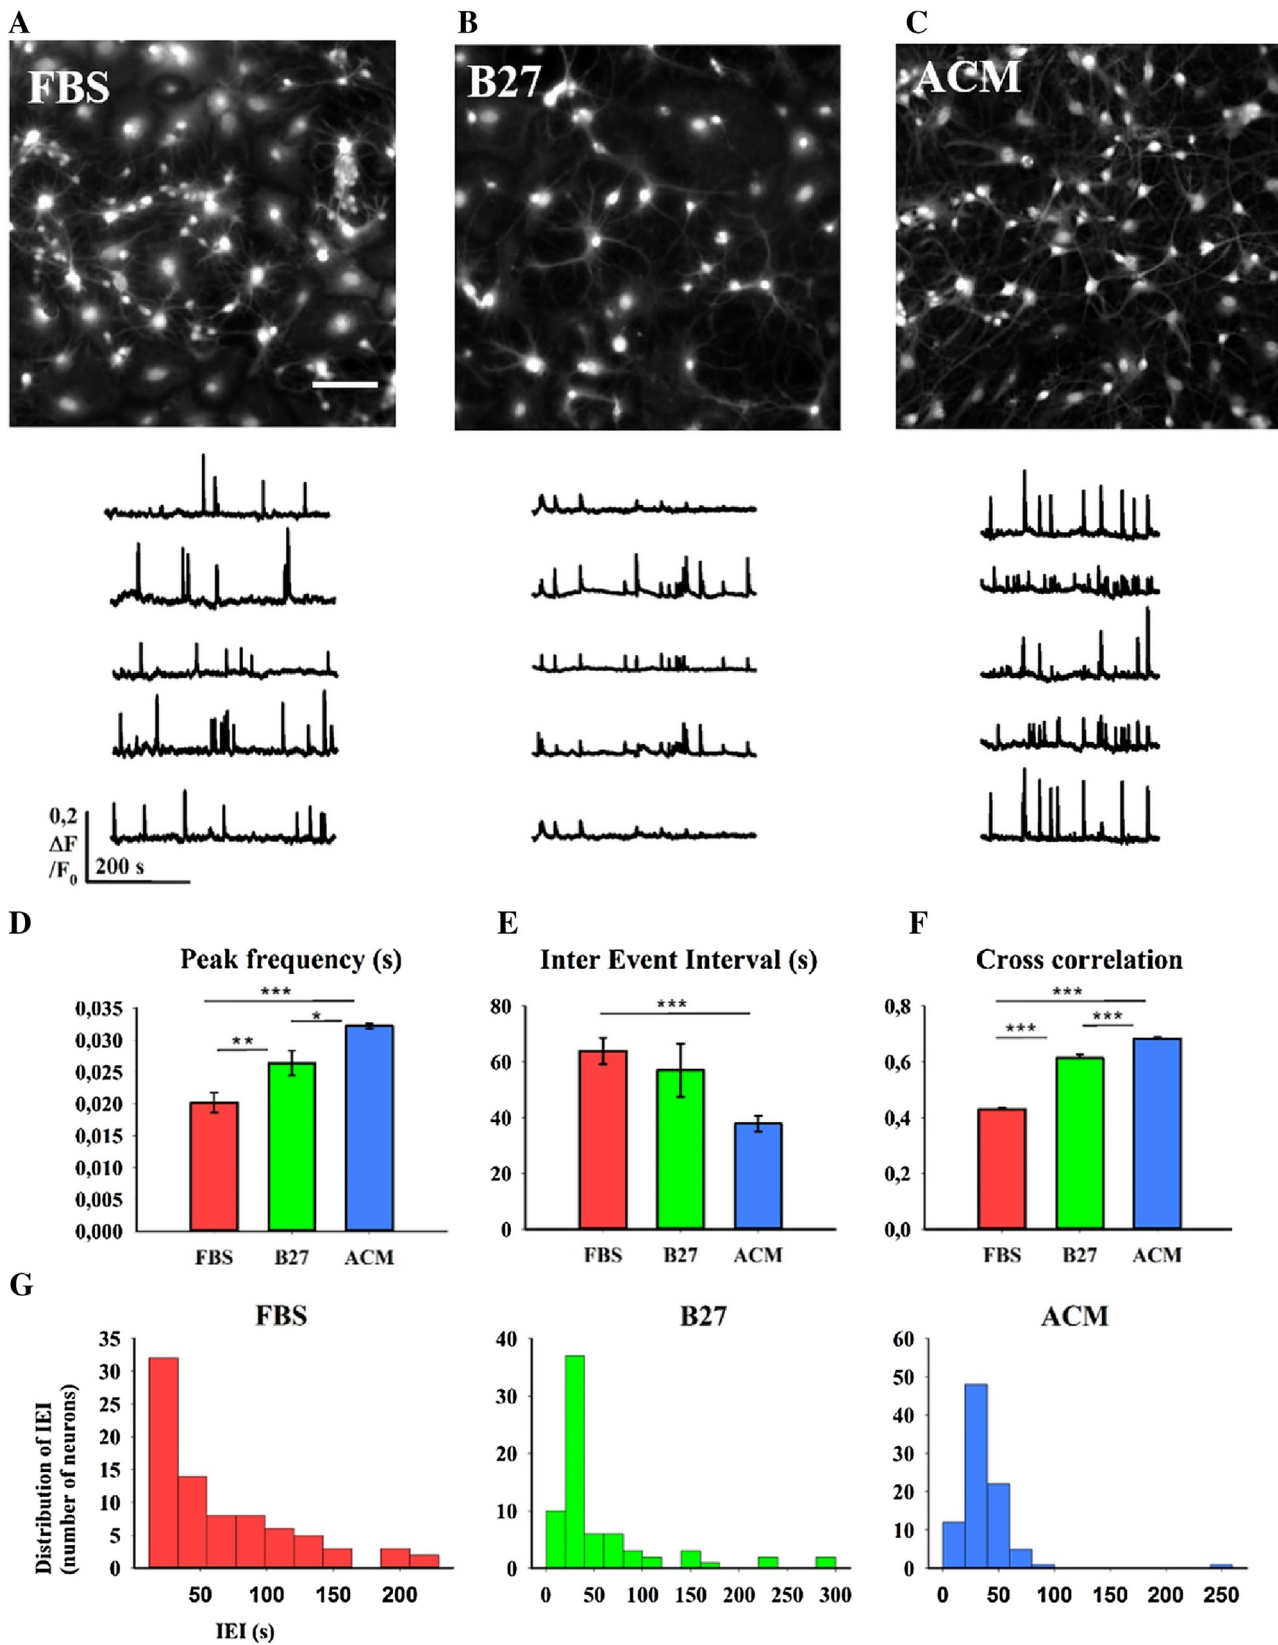 A
B
C
FBS
B27
ACM
0,2
ΔF
/F0
200 s
D
E
F
Peak frequency (s)
Inter Event Interval (s)
Cross correlation
***
**
*
***
***
***
***
0,035
0,030
0,025
0,020
0,015
0,010
0,005
0,000
80
60
40
20
0
0,8
0,6
0,4
0,2
0,0
FBS
B27
ACM
FBS
B27
ACM
FBS
B27
ACM
G
FBS
B27
ACM
Distribution of IEI
(number of neurons)
35
30
25
20
15
10
5
0
50
100
150
200
IEI (s)
40
30
20
10
0
0
50
100
150
200
250
300
60
50
40
30
20
10
0
0
50
100
150
200
250